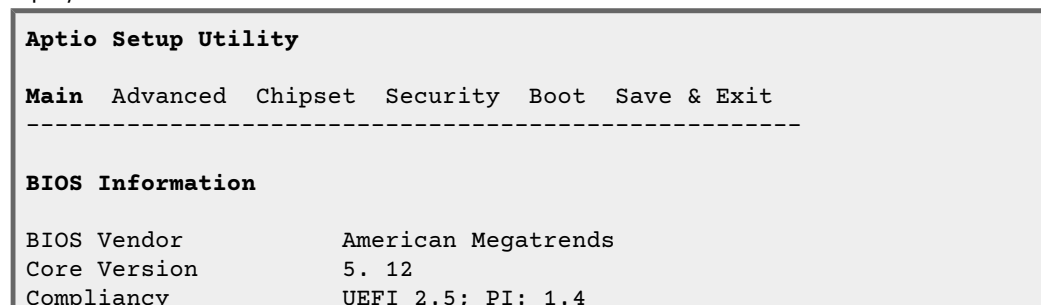 Aptio Setup Utility
Main Advanced Chipset Security Boot Save & Exit
------------------------------------------------------
BIOS Information
BIOS Vendor American Megatrends
Core Version 5. 12
Compliancy UEFI 2.5; PI: 1.4